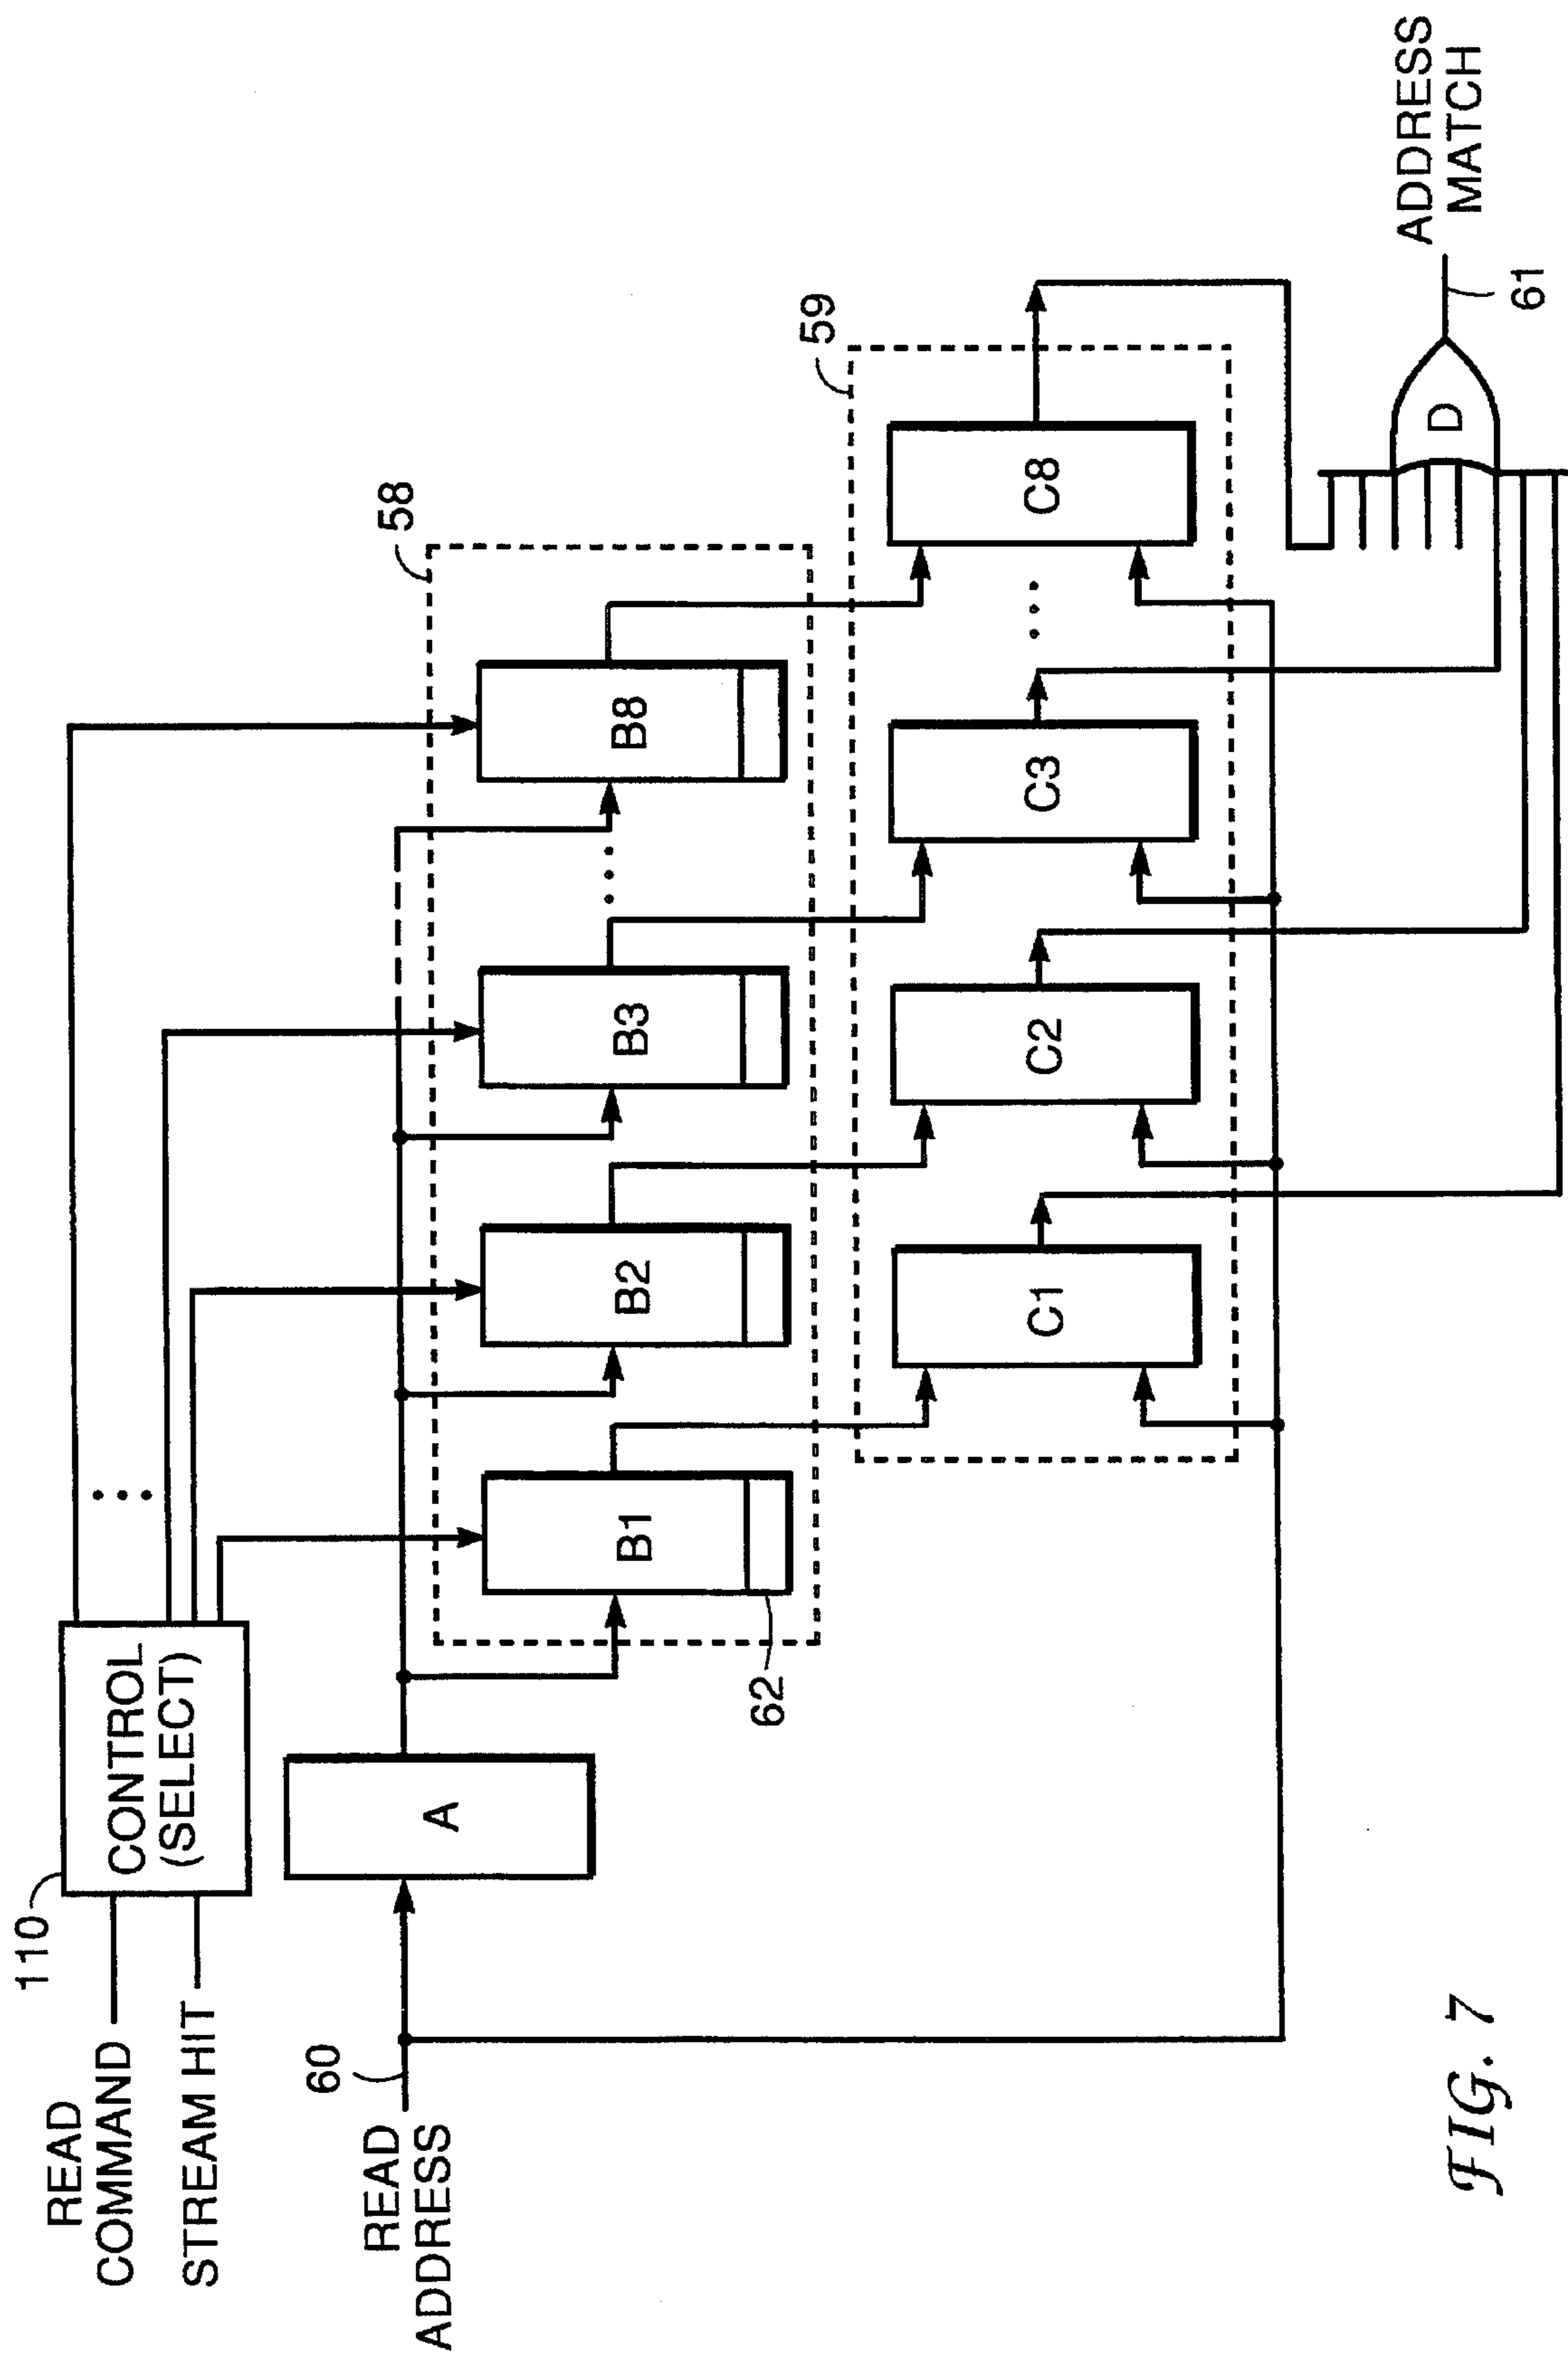 110
READ
COMMAND
STREAM HIT
CONTROL
(SELECT)
60
READ
ADDRESS
A
58
B1
B2
B3
B8
62
59
C1
C2
C3
C8
D
ADDRESS
MATCH
61
FIG. 7